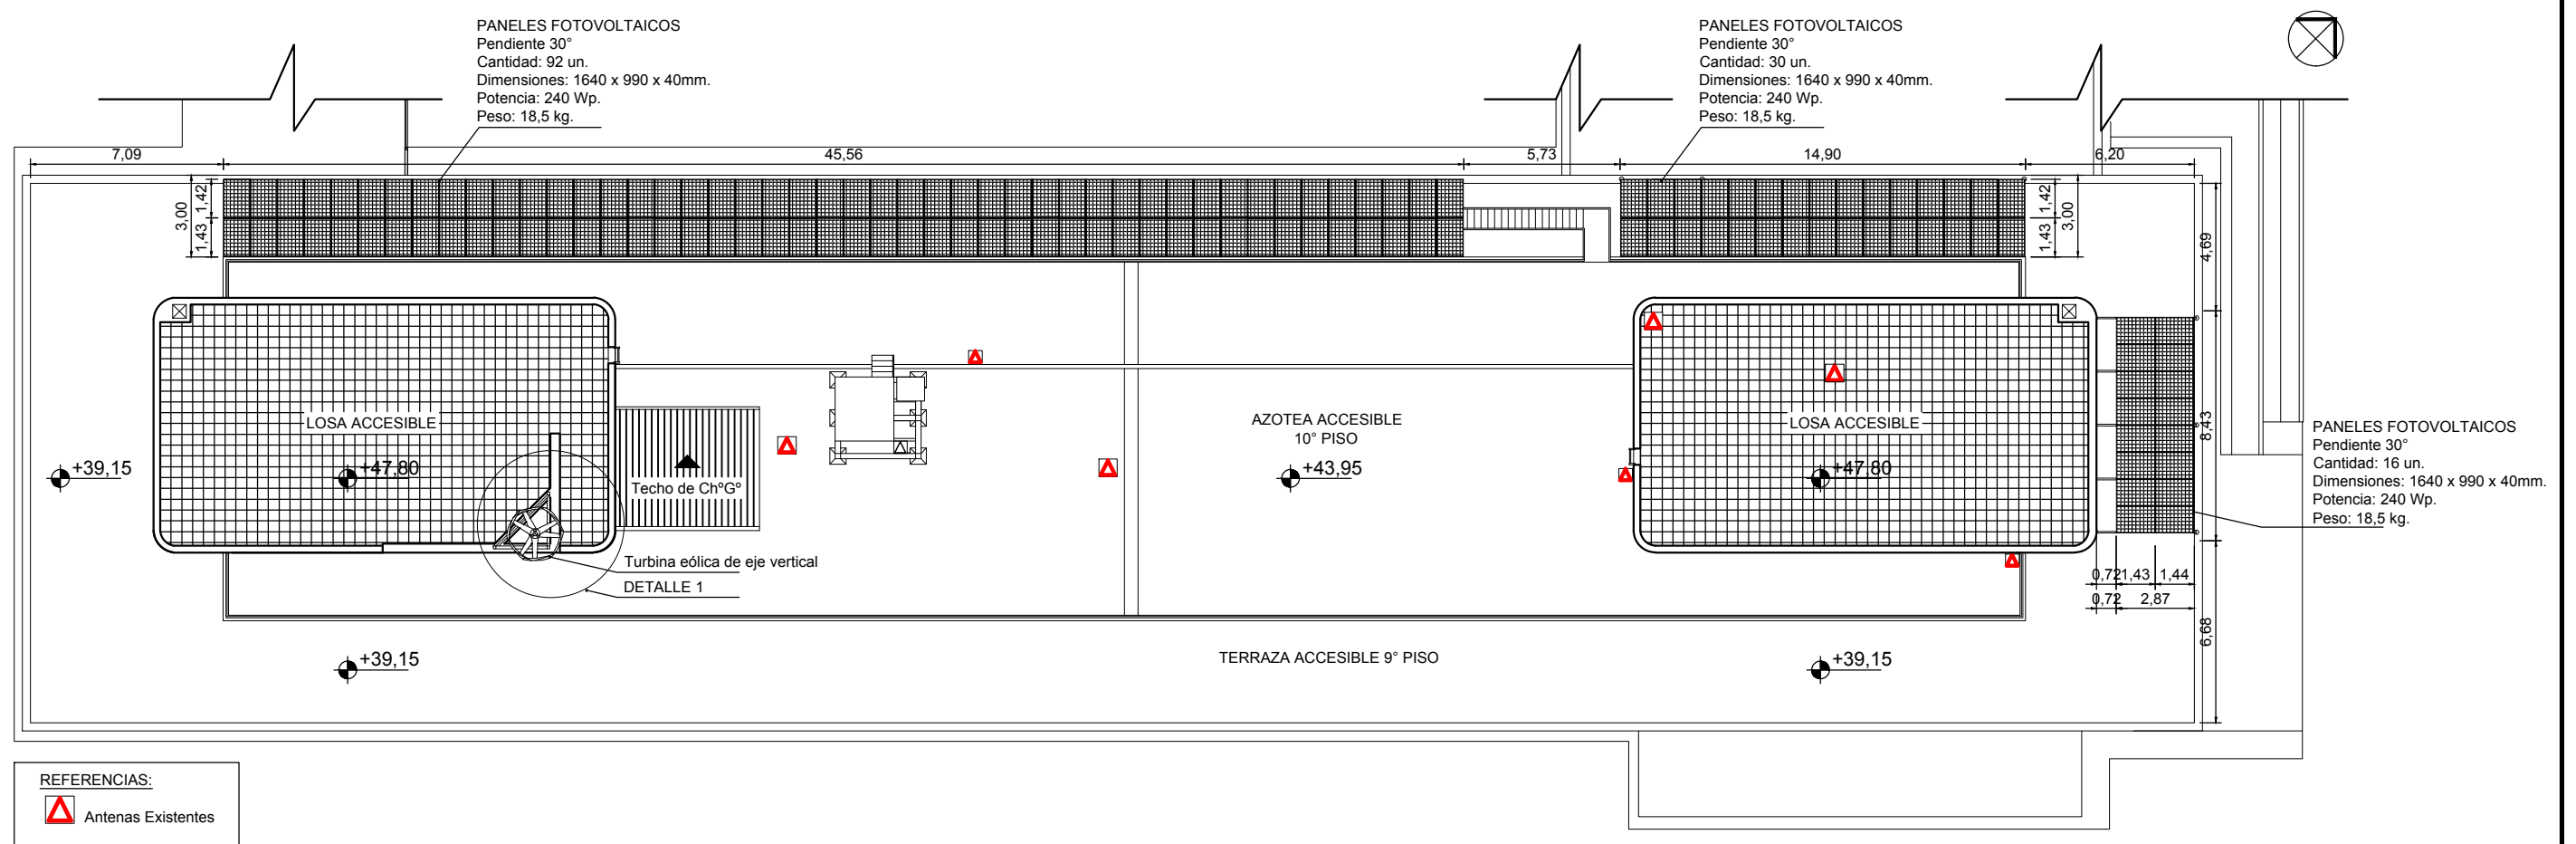 PANELES FOTOVOLTAICOS
Pendiente 30°
Cantidad: 92 un.
Dimensiones: 1640 x 990 x 40mm.
Potencia: 240 Wp.
Peso: 18,5 kg.
PANELES FOTOVOLTAICOS
Pendiente 30°
Cantidad: 30 un.
Dimensiones: 1640 x 990 x 40mm.
Potencia: 240 Wp.
Peso: 18,5 kg.
7,09
45,56
5,73
14,90
6,20
3,00
1,42
1,43
1,42
1,43
3,00
4,69
8,43
6,68
LOSA ACCESIBLE
+39,15
+47,80
Techo de ChºGº
AZOTEA ACCESIBLE
10° PISO
+43,95
LOSA ACCESIBLE
+47,80
PANELES FOTOVOLTAICOS
Pendiente 30°
Cantidad: 16 un.
Dimensiones: 1640 x 990 x 40mm.
Potencia: 240 Wp.
Peso: 18,5 kg.
Turbina eólica de eje vertical
DETALLE 1
0,72
1,43
1,44
0,72
2,87
+39,15
TERRAZA ACCESIBLE 9° PISO
+39,15
REFERENCIAS:
Antenas Existentes